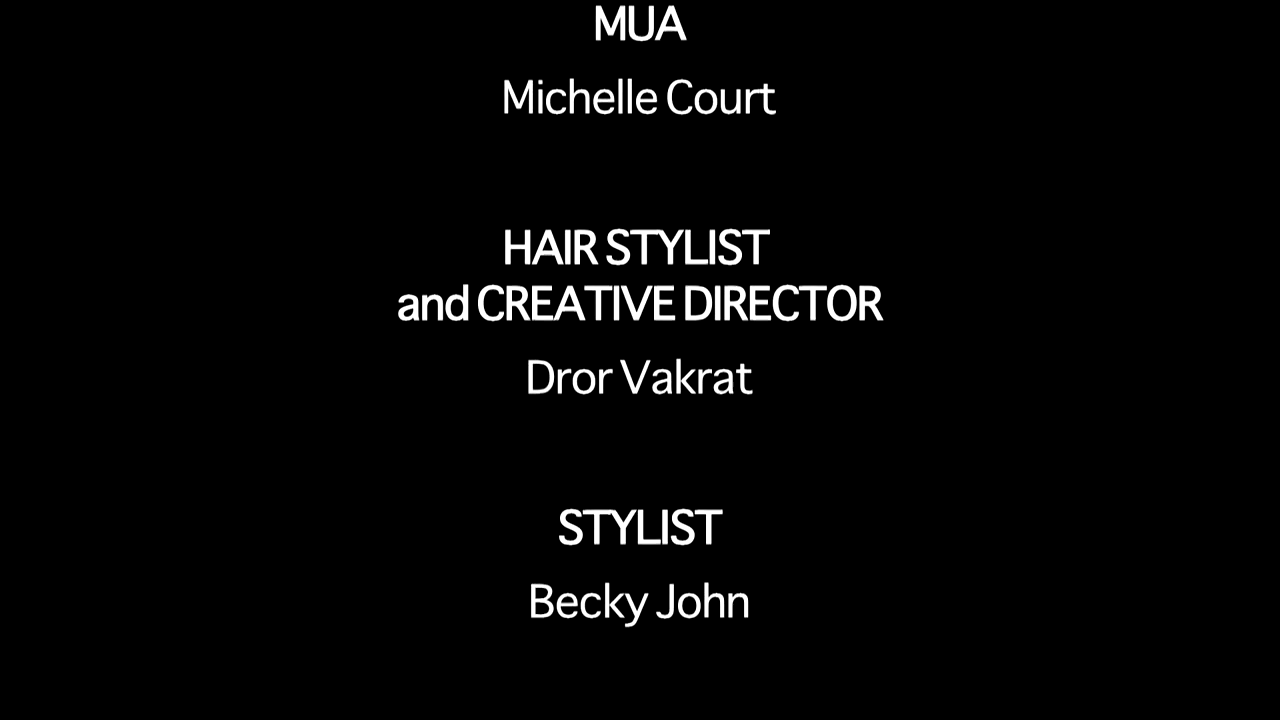 MUA
Michelle Court
HAIR STYLIST
and CREATIVE DIRECTOR
Dror Vakrat
STYLIST
Becky John